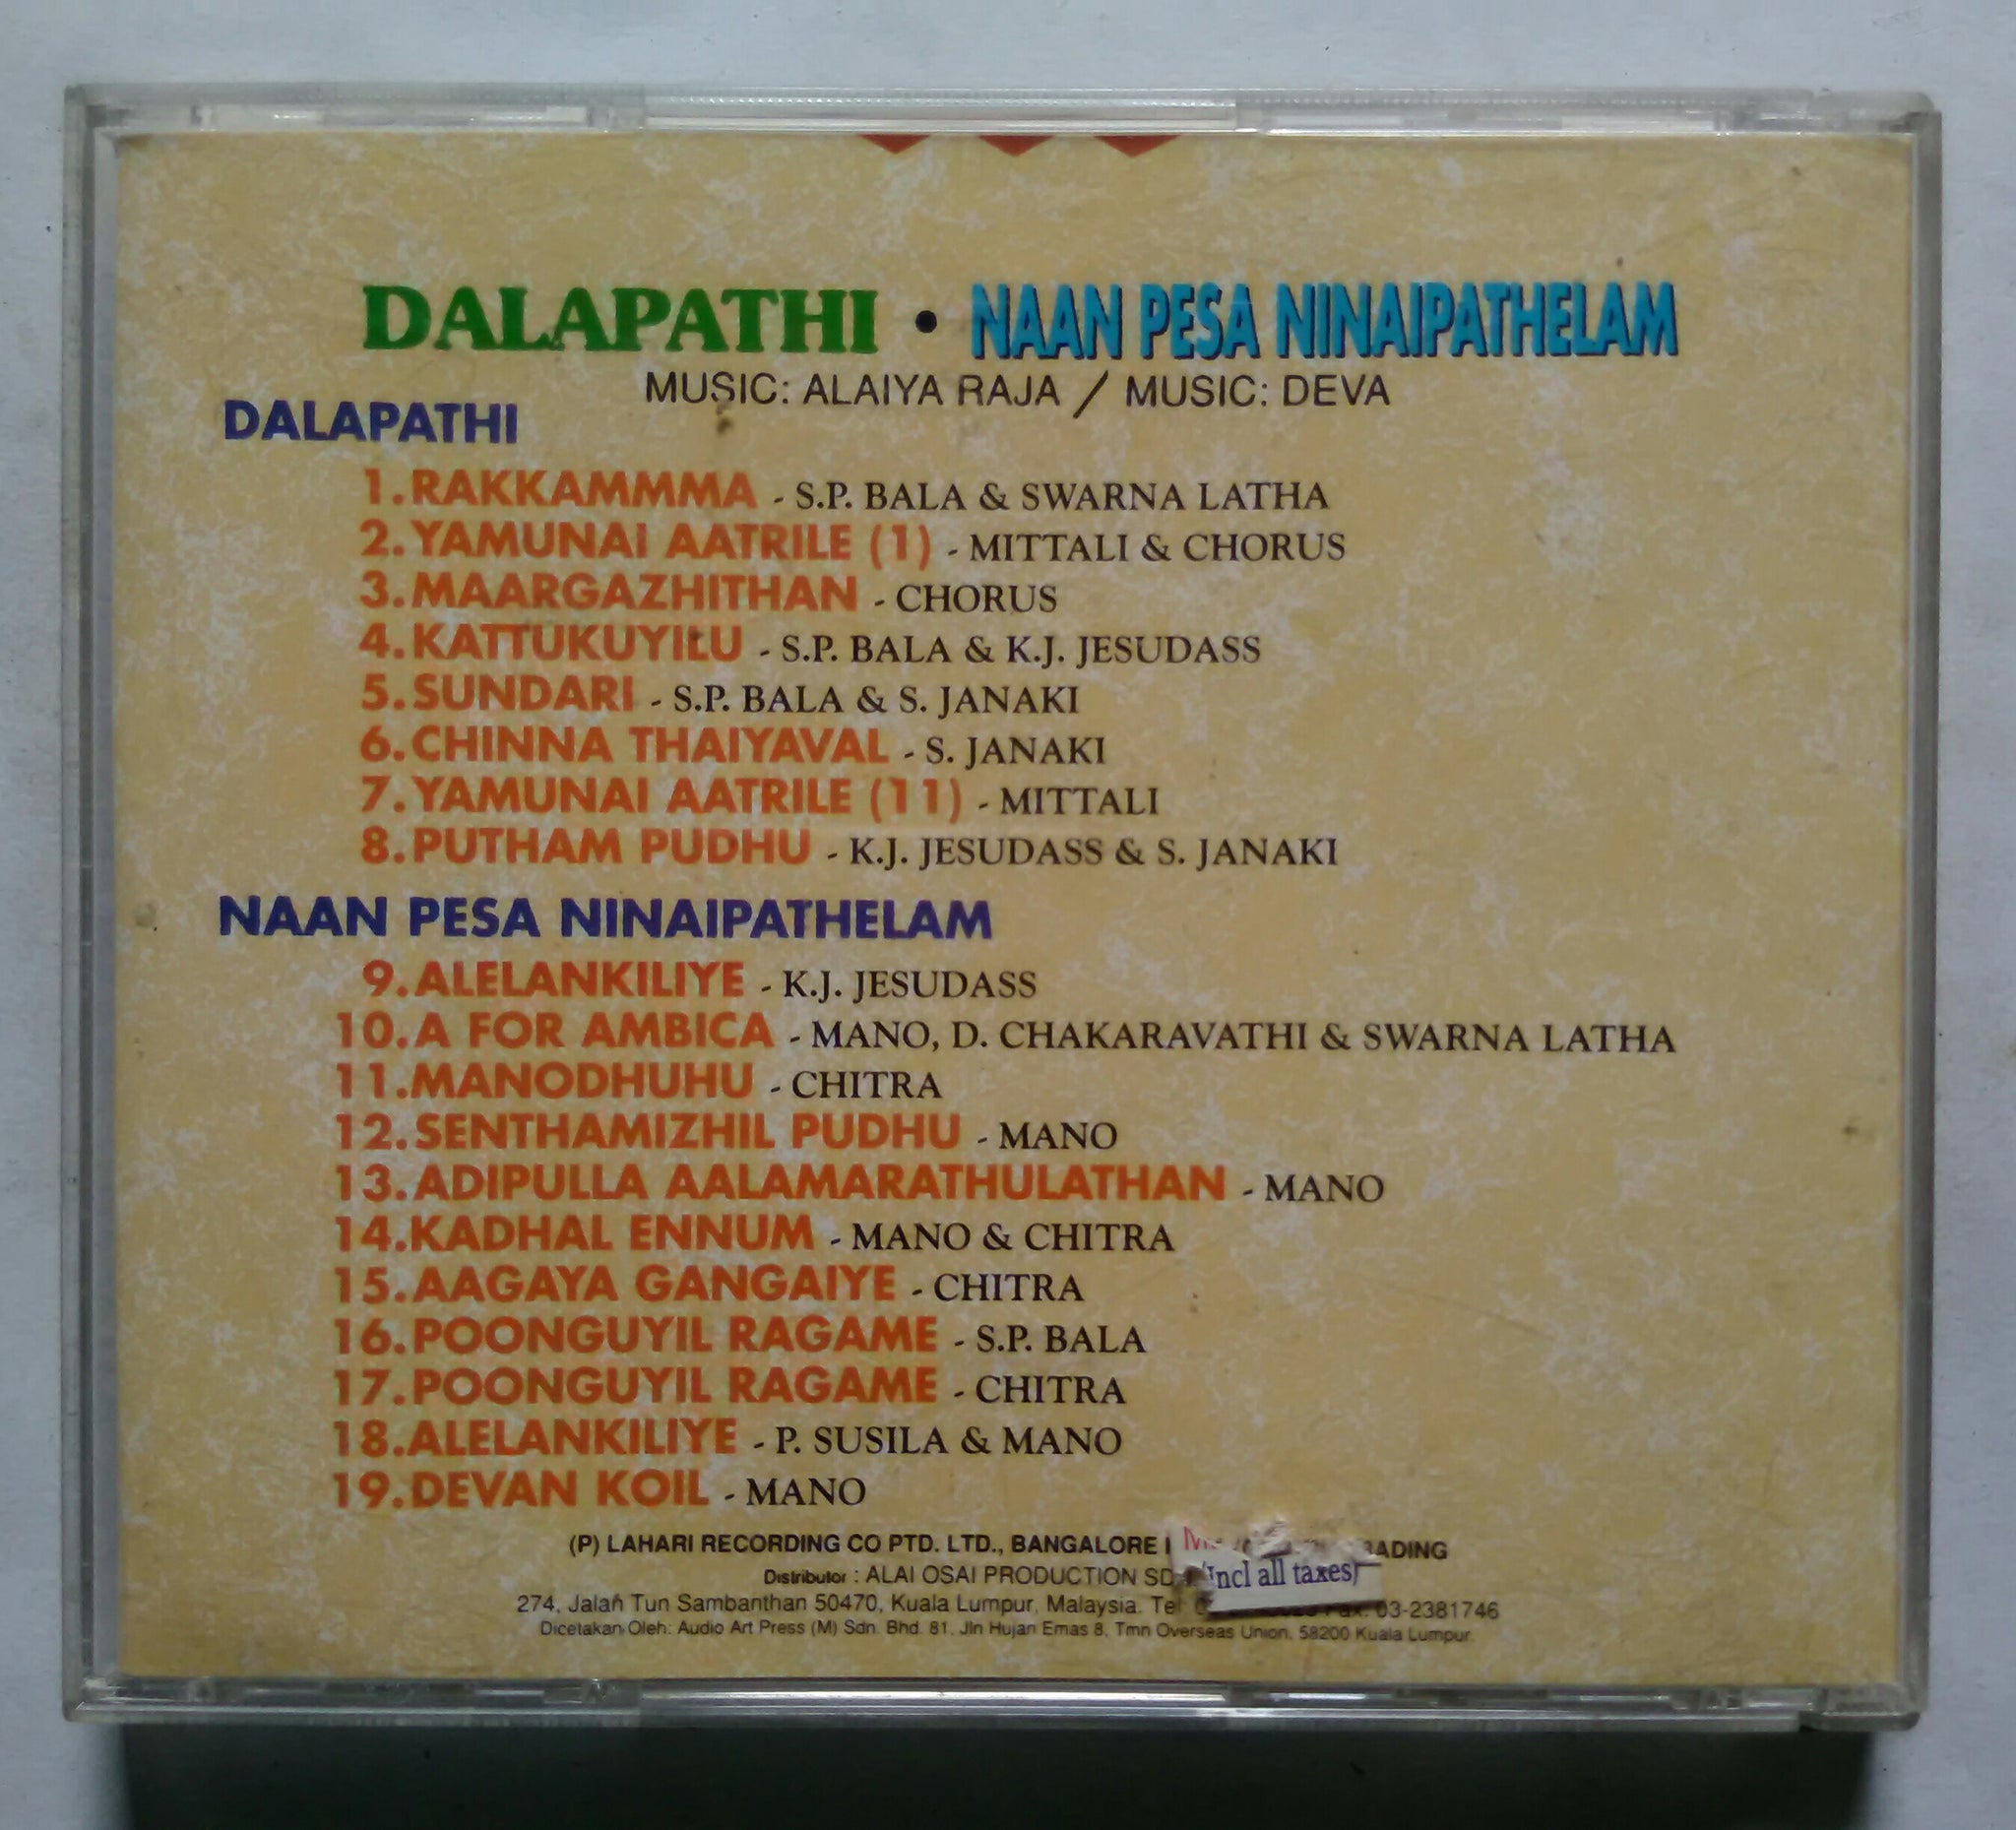 DALAPATHI • NAAN PESA NINAIPATHELAM
MUSIC: ALAIYA RAJA / MUSIC: DEVA
DALAPATHI
1. RAKKAMMMA - S.P. BALA & SWARNA LATHA
2. YAMUNAI AATRILE (1) - MITTALI & CHORUS
3. MAARGAZHITHAN - CHORUS
4. KATTUKUYILU - S.P. BALA & K.J. JESUDASS
5. SUNDARI - S.P. BALA & S. JANAKI
6. CHINNA THAIYAVAL - S. JANAKI
7. YAMUNAI AATRILE (11) - MITTALI
8. PUTHAM PUDHU - K.J. JESUDASS & S. JANAKI
NAAN PESA NINAIPATHELAM
9. ALELANKILIYE - K.J. JESUDASS
10. A FOR AMBICA - MANO, D. CHAKARAVATHI & SWARNA LATHA
11. MANODHUHU - CHITRA
12. SENTHAMIZHIL PUDHU - MANO
13. ADIPULLA AALAMARATHULATHAN - MANO
14. KADHAL ENNUM - MANO & CHITRA
15. AAGAYA GANGAIYE - CHITRA
16. POONGUYIL RAGAME - S.P. BALA
17. POONGUYIL RAGAME - CHITRA
18. ALELANKILIYE - P. SUSILA & MANO
19. DEVAN KOIL - MANO
(P) LAHARI RECORDING CO PTD. LTD., BANGALORE
Distributor : ALAI OSAI PRODUCTION (Incl all taxes)
274, Jalan Tun Sambanthan 50470, Kuala Lumpur, Malaysia. Tel: Fax: 03-2381746
Dicetakan Oleh: Audio Art Press (M) Sdn. Bhd. 81, Jln Hujan Emas 8, Tmn Overseas Union, 58200 Kuala Lumpur